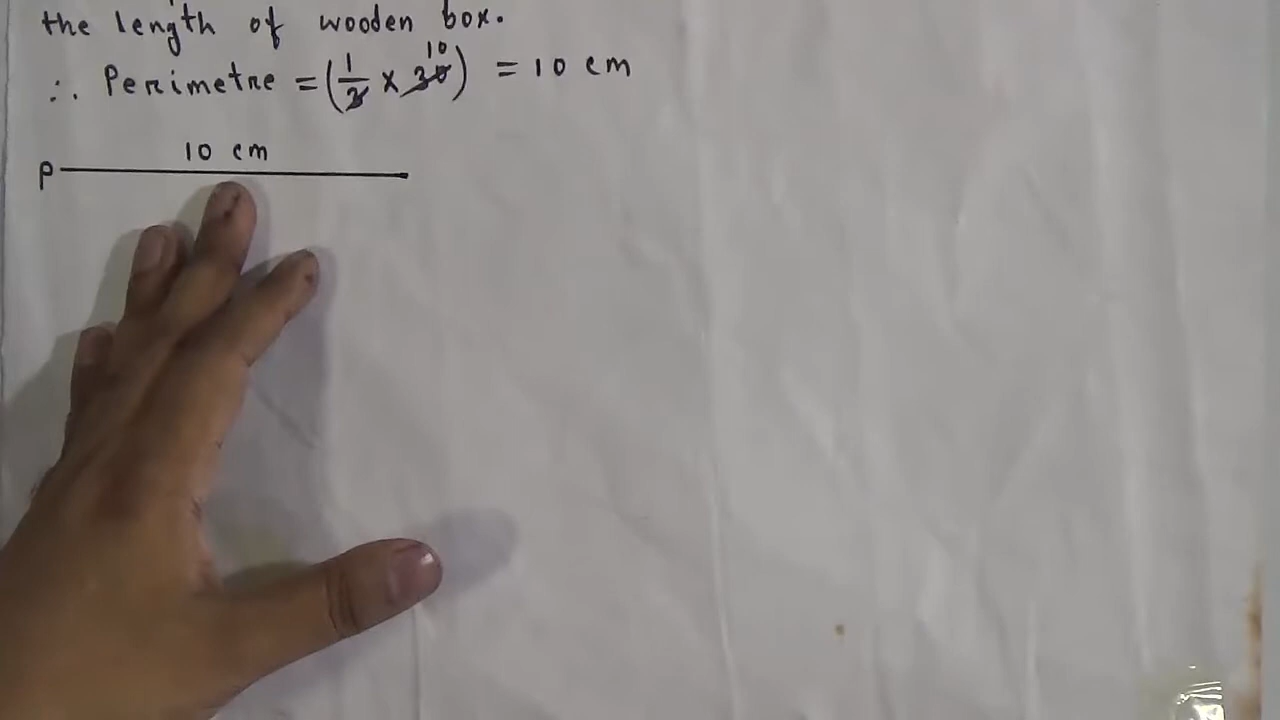 the length of wooden box.
∴ Perimetre = (1/3 × 30) = 10 cm
10
10 cm
P